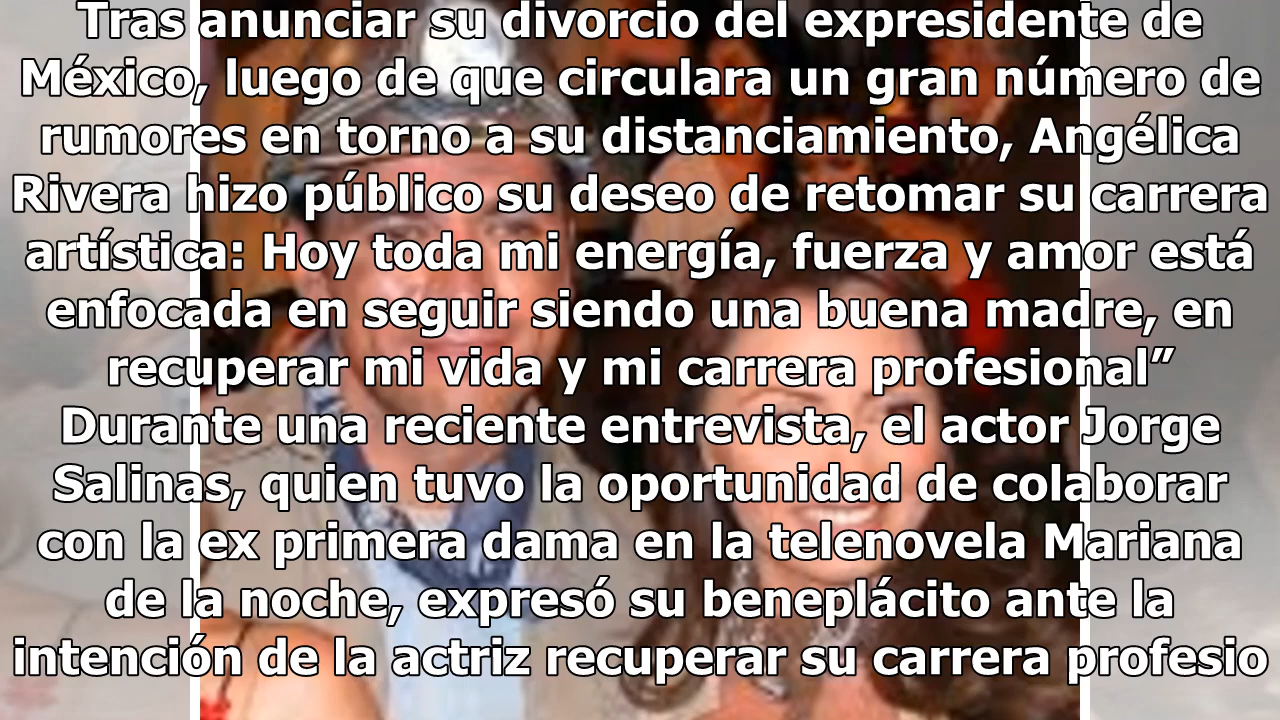 Tras anunciar su divorcio del expresidente de
México, luego de que circulara un gran número de
rumores en torno a su distanciamiento, Angélica
Rivera hizo público su deseo de retomar su carrera
artística: Hoy toda mi energía, fuerza y amor está
enfocada en seguir siendo una buena madre, en
recuperar mi vida y mi carrera profesional”
Durante una reciente entrevista, el actor Jorge
Salinas, quien tuvo la oportunidad de colaborar
con la ex primera dama en la telenovela Mariana
de la noche, expresó su beneplácito ante la
intención de la actriz recuperar su carrera profesio